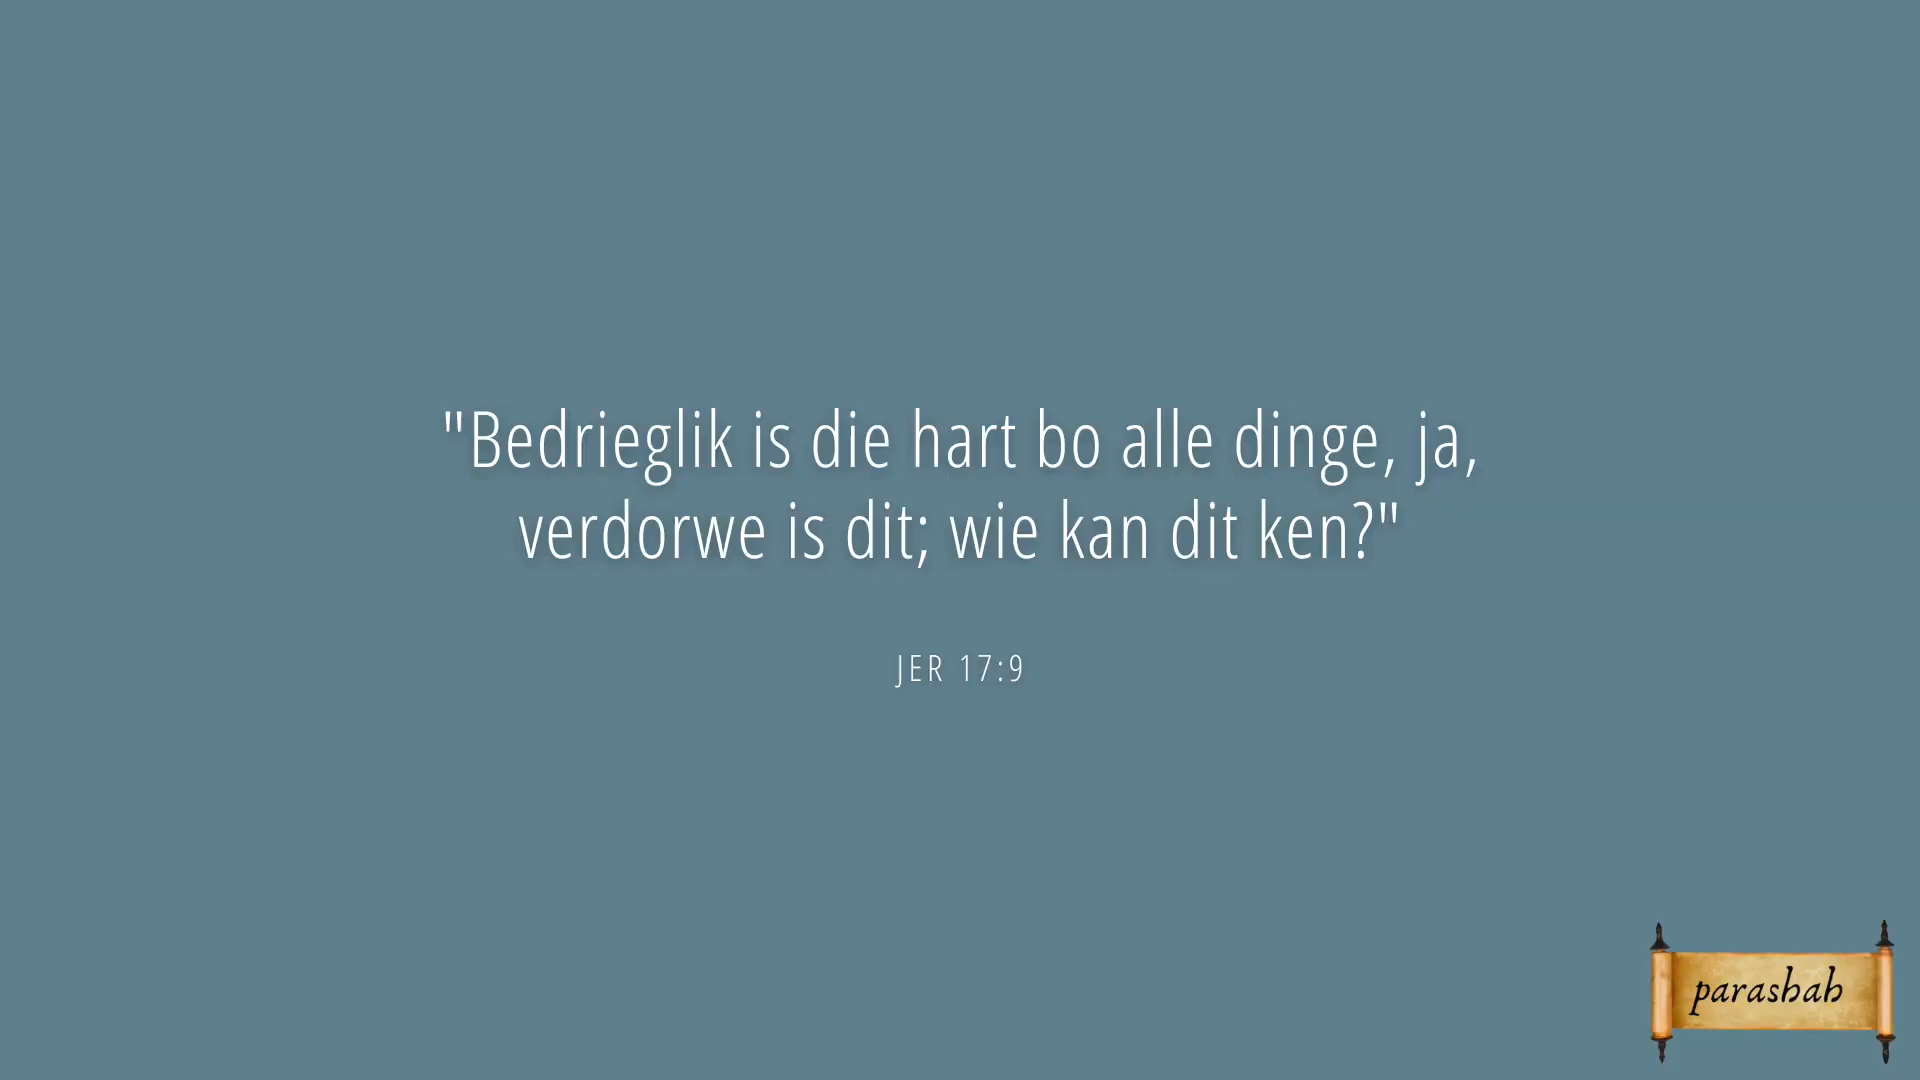 "Bedrieglik is die hart bo alle dinge, ja,
verdorwe is dit; wie kan dit ken?"
JER 17:9
parashah